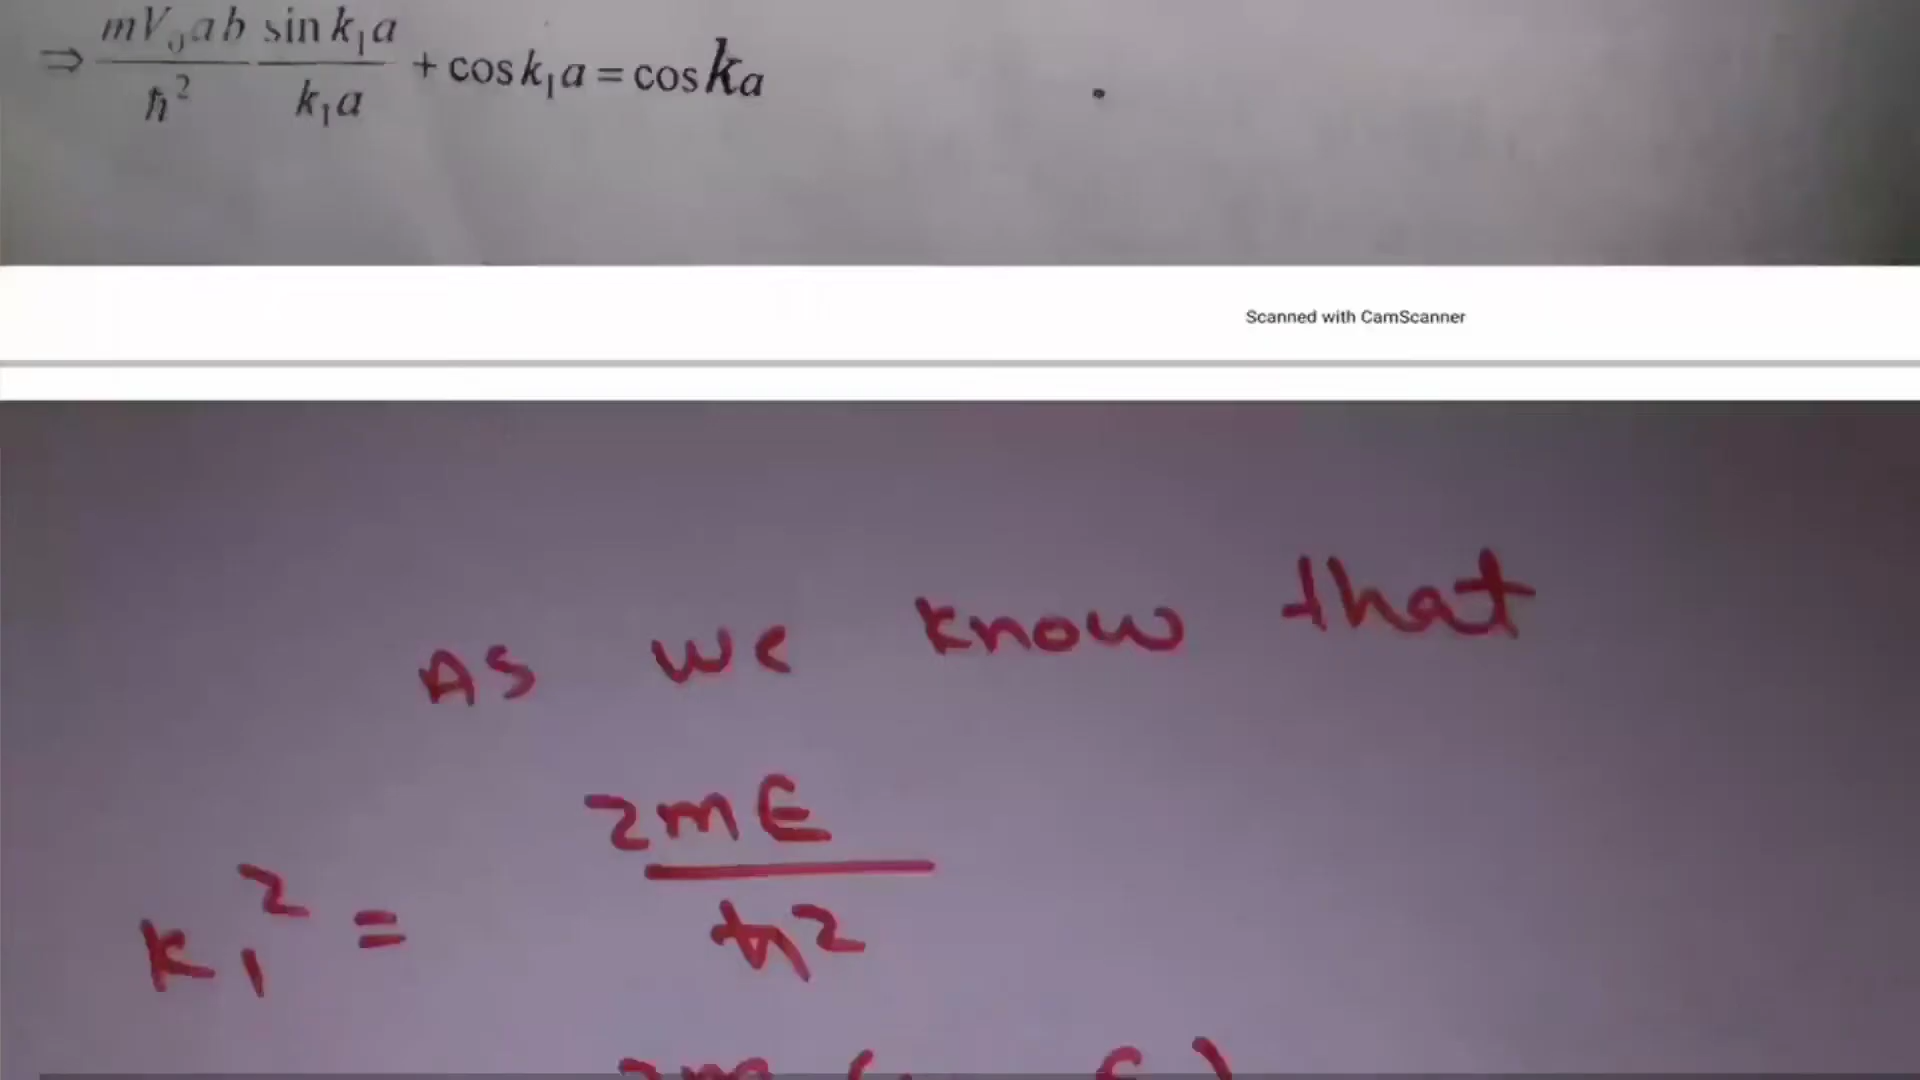 ⇒ mV₀ab/ħ² sin k₁a/k₁a + cos k₁a = cos ka
Scanned with CamScanner
As we know that
k₁² = 2mE/ħ²
2m (